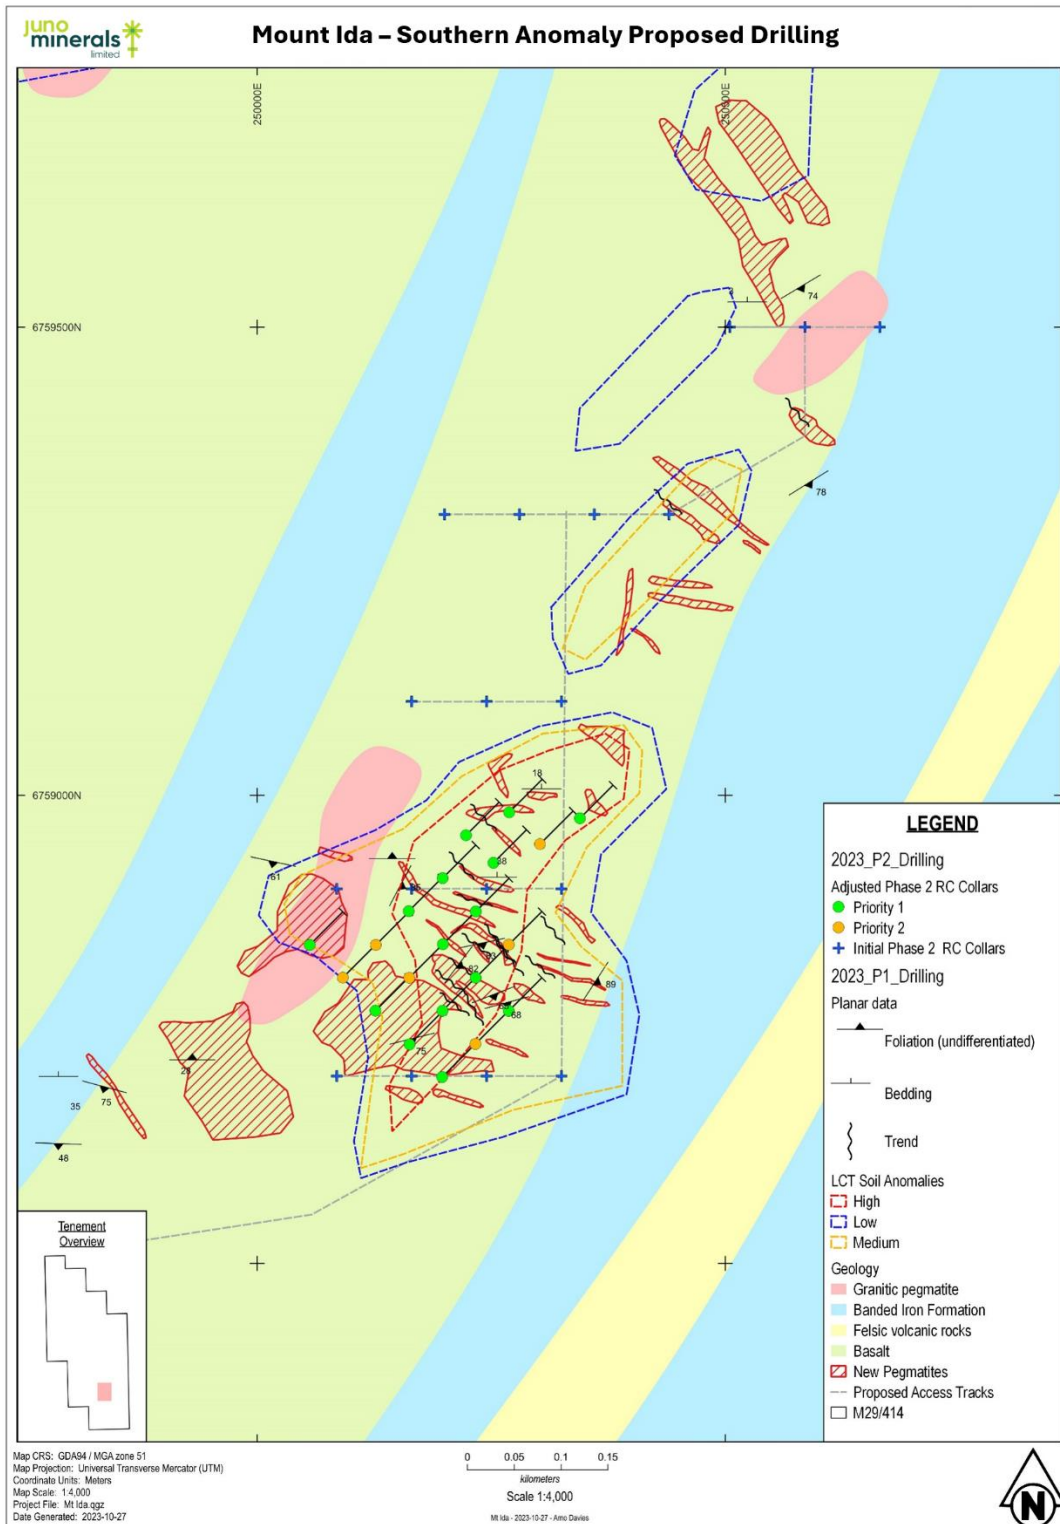 juno
minerals
limited
Mount Ida – Southern Anomaly Proposed Drilling
250000E
6759500N
74
78
6759000N
18
51
38
82
89
68
75
28
35
75
48
LEGEND
2023_P2_Drilling
Adjusted Phase 2 RC Collars
Priority 1
Priority 2
Initial Phase 2 RC Collars
2023_P1_Drilling
Planar data
Foliation (undifferentiated)
Bedding
Trend
LCT Soil Anomalies
High
Low
Medium
Geology
Granitic pegmatite
Banded Iron Formation
Felsic volcanic rocks
Basalt
New Pegmatites
Proposed Access Tracks
M29/414
Tenement
Overview
Map CRS: GDA94 / MGA zone 51
Map Projection: Universal Transverse Mercator (UTM)
Coordinate Units: Meters
Map Scale: 1:4,000
Project File: Mt Ida.qgz
Date Generated: 2023-10-27
0 0.05 0.1 0.15
kilometers
Scale 1:4,000
Mt Ida - 2023-10-27 - Arno Davies
N